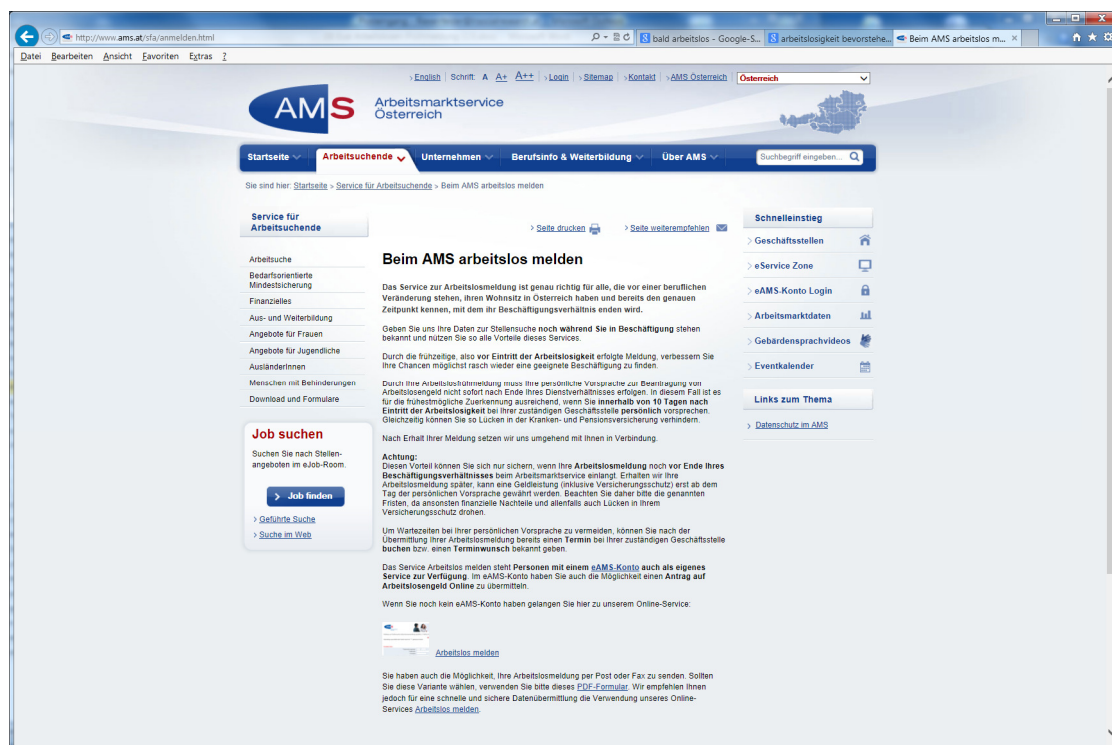 http://www.ams.at/sfa/anmelden.html
bald arbeitslos - Google-S...
arbeitslosigkeit bevorstehe...
Beim AMS arbeitslos m...
Datei Bearbeiten Ansicht Favoriten Extras ?
English Schrift: A A+ A++ Login Sitemap Kontakt AMS Österreich Österreich
AMS
Arbeitsmarktservice
Österreich
Startseite Arbeitsuchende Unternehmen Berufsinfo & Weiterbildung Über AMS Suchbegriff eingeben...
Sie sind hier: Startseite > Service für Arbeitsuchende > Beim AMS arbeitslos melden
Service für
Arbeitsuchende
Arbeitsuche
Bedarfsorientierte
Mindestsicherung
Finanzielles
Aus- und Weiterbildung
Angebote für Frauen
Angebote für Jugendliche
AusländerInnen
Menschen mit Behinderungen
Download und Formulare
Job suchen
Suchen Sie nach Stellen-
angeboten im eJob-Room.
> Job finden
> Geführte Suche
> Suche im Web
> Seite drucken > Seite weiterempfehlen
Beim AMS arbeitslos melden
Das Service zur Arbeitslosmeldung ist genau richtig für alle, die vor einer beruflichen
Veränderung stehen, ihren Wohnsitz in Österreich haben und bereits den genauen
Zeitpunkt kennen, mit dem ihr Beschäftigungsverhältnis enden wird.
Geben Sie uns Ihre Daten zur Stellensuche noch während Sie in Beschäftigung stehen
bekannt und nützen Sie so alle Vorteile dieses Services.
Durch die frühzeitige, also vor Eintritt der Arbeitslosigkeit erfolgte Meldung, verbessern Sie
Ihre Chancen möglichst rasch wieder eine geeignete Beschäftigung zu finden.
Durch Ihre Arbeitslosfrühmeldung muss Ihre persönliche Vorsprache zur Beantragung von
Arbeitslosengeld nicht sofort nach Ende Ihres Dienstverhältnisses erfolgen. In diesem Fall ist es
für die frühestmögliche Zuerkennung ausreichend, wenn Sie innerhalb von 10 Tagen nach
Eintritt der Arbeitslosigkeit bei Ihrer zuständigen Geschäftsstelle persönlich vorsprechen.
Gleichzeitig können Sie so Lücken in der Kranken- und Pensionsversicherung verhindern.
Nach Erhalt Ihrer Meldung setzen wir uns umgehend mit Ihnen in Verbindung.
Achtung:
Diesen Vorteil können Sie sich nur sichern, wenn Ihre Arbeitslosmeldung noch vor Ende Ihres
Beschäftigungsverhältnisses beim Arbeitsmarktservice einlangt. Erhalten wir Ihre
Arbeitslosmeldung später, kann eine Geldleistung (inklusive Versicherungsschutz) erst ab dem
Tag der persönlichen Vorsprache gewährt werden. Beachten Sie daher bitte die genannten
Fristen, da ansonsten finanzielle Nachteile und allenfalls auch Lücken in Ihrem
Versicherungsschutz drohen.
Um Wartezeiten bei Ihrer persönlichen Vorsprache zu vermeiden, können Sie nach der
Übermittlung Ihrer Arbeitslosmeldung bereits einen Termin bei Ihrer zuständigen Geschäftsstelle
buchen bzw. einen Terminwunsch bekannt geben.
Das Service Arbeitslos melden steht Personen mit einem eAMS-Konto auch als eigenes
Service zur Verfügung. Im eAMS-Konto haben Sie auch die Möglichkeit einen Antrag auf
Arbeitslosengeld Online zu übermitteln.
Wenn Sie noch kein eAMS-Konto haben gelangen Sie hier zu unserem Online-Service:
Arbeitslos melden
Sie haben auch die Möglichkeit, Ihre Arbeitslosmeldung per Post oder Fax zu senden. Sollten
Sie diese Variante wählen, verwenden Sie bitte dieses PDF-Formular. Wir empfehlen Ihnen
jedoch für eine schnelle und sichere Datenübermittlung die Verwendung unseres Online-
Services Arbeitslos melden.
Schnelleinstieg
> Geschäftsstellen
> eService Zone
> eAMS-Konto Login
> Arbeitsmarktdaten
> Gebärdensprachvideos
> Eventkalender
Links zum Thema
> Datenschutz im AMS